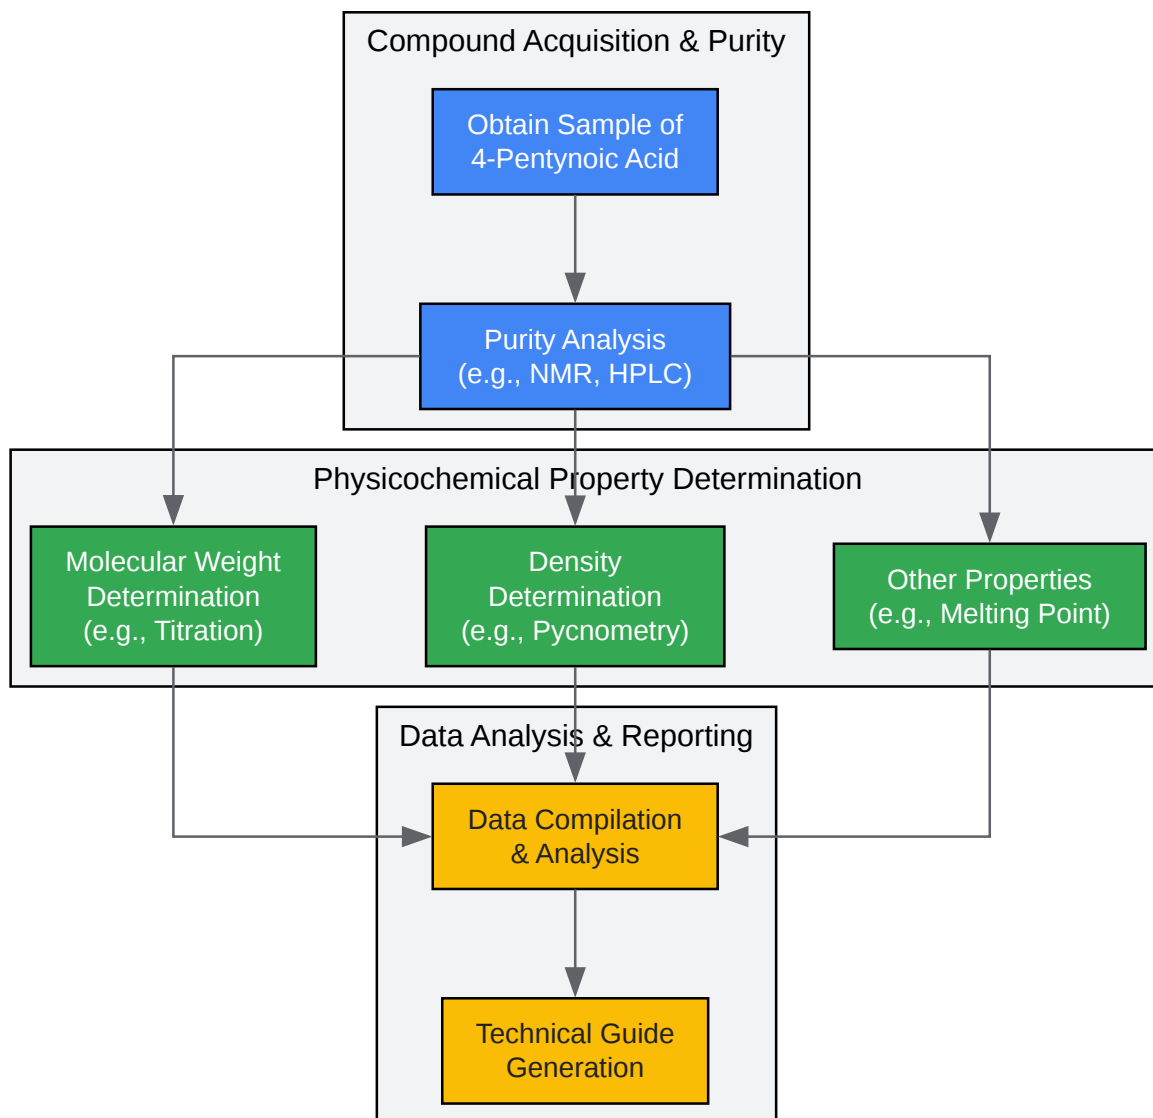 Compound Acquisition & Purity
Obtain Sample of
4-Pentynoic Acid
Purity Analysis
(e.g., NMR, HPLC)
Physicochemical Property Determination
Molecular Weight
Determination
(e.g., Titration)
Density
Determination
(e.g., Pycnometry)
Other Properties
(e.g., Melting Point)
Data Analysis & Reporting
Data Compilation
& Analysis
Technical Guide
Generation